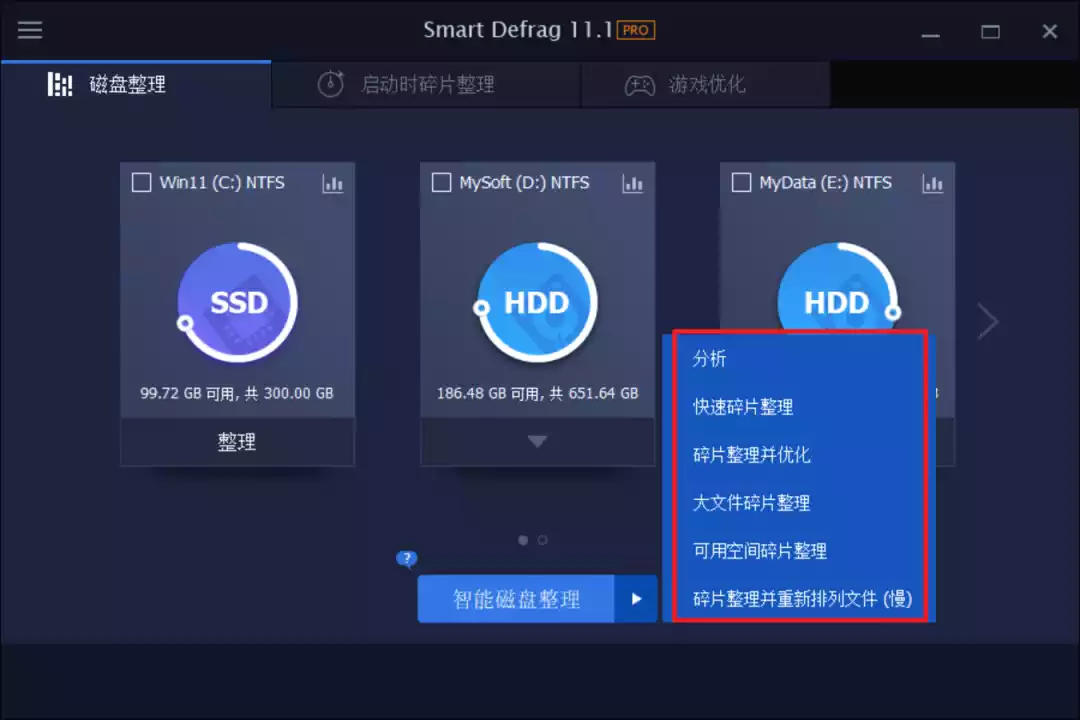 Smart Defrag 11.1 PRO
磁盘整理
启动时碎片整理
游戏优化
Win11 (C:) NTFS
MySoft (D:) NTFS
MyData (E:) NTFS
SSD
HDD
HDD
99.72 GB 可用, 共 300.00 GB
186.48 GB 可用, 共 651.64 GB
整理
分析
快速碎片整理
碎片整理并优化
大文件碎片整理
可用空间碎片整理
碎片整理并重新排列文件 (慢)
?
智能磁盘整理